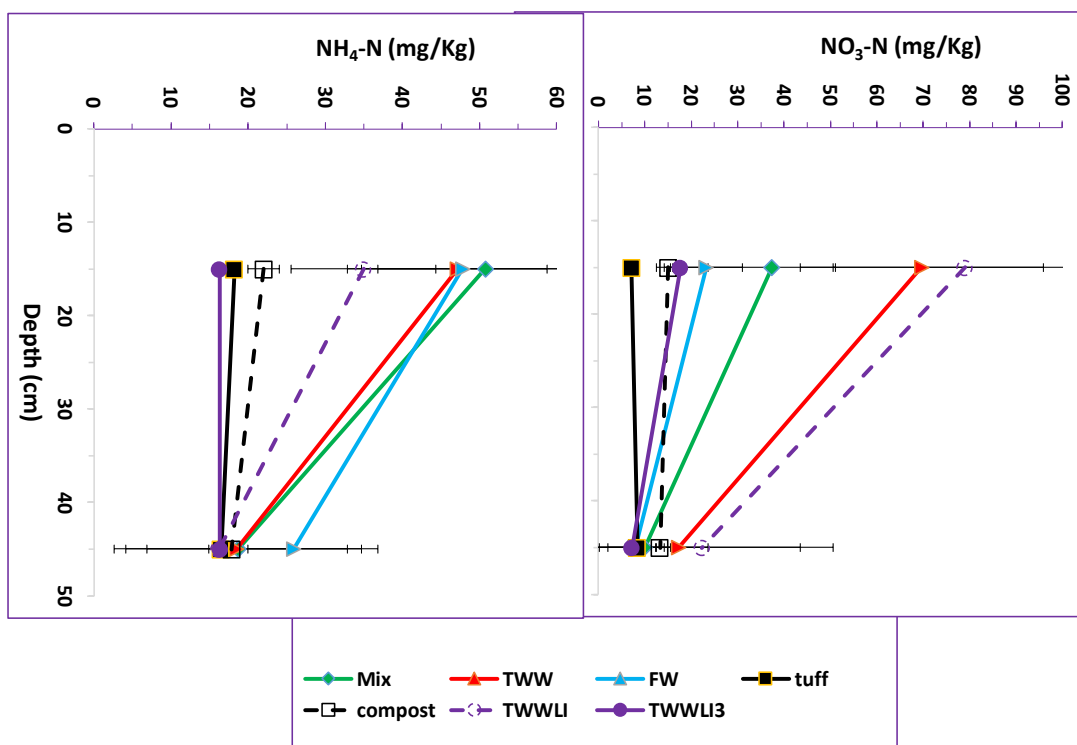 NH₄-N (mg/Kg)
0 10 20 30 40 50 60
0
10
20
30
40
50
Depth (cm)
NO₃-N (mg/Kg)
0 10 20 30 40 50 60 70 80 90 100
Mix TWW FW tuff
compost TWWLI TWWLI3